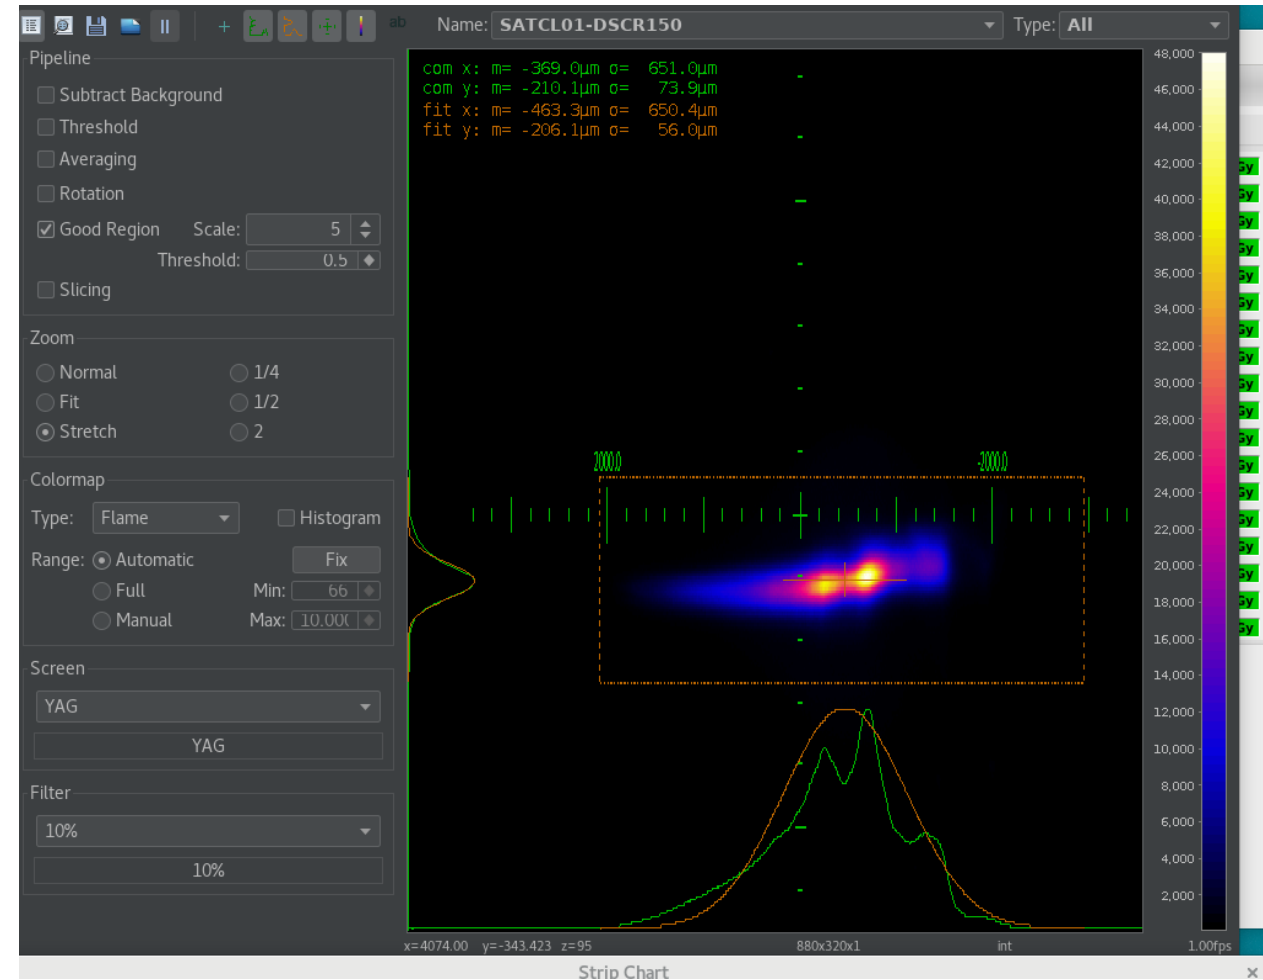 ab Name: SATCL01-DSCR150 Type: All
Pipeline
Subtract Background
Threshold
Averaging
Rotation
Good Region Scale: 5
Threshold: 0.5
Slicing
Zoom
Normal 1/4
Fit 1/2
Stretch 2
Colormap
Type: Flame Histogram
Range: Automatic Fix
Full Min: 66
Manual Max:
Screen
YAG
YAG
Filter
10%
10%
com x: m= -369.0µm σ= 651.0µm
com y: m= -210.1µm σ= 73.9µm
fit x: m= -463.3µm σ= 650.4µm
fit y: m= -206.1µm σ= 56.0µm
2000.0 -2000.0
48,000
46,000
44,000
42,000
40,000
38,000
36,000
34,000
32,000
30,000
28,000
26,000
24,000
22,000
20,000
18,000
16,000
14,000
12,000
10,000
8,000
6,000
4,000
2,000
x=4074.00 y=-343.423 z=95 880x320x1 int 1.00fps
Strip Chart